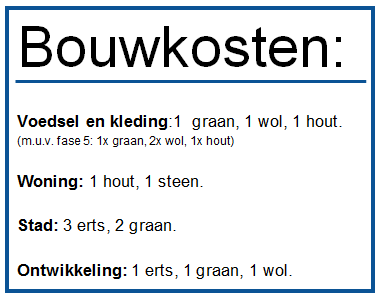 Bouwkosten:
Voedsel en kleding:1 graan, 1 wol, 1 hout.
(m.u.v. fase 5: 1x graan, 2x wol, 1x hout)
Woning: 1 hout, 1 steen.
Stad: 3 erts, 2 graan.
Ontwikkeling: 1 erts, 1 graan, 1 wol.